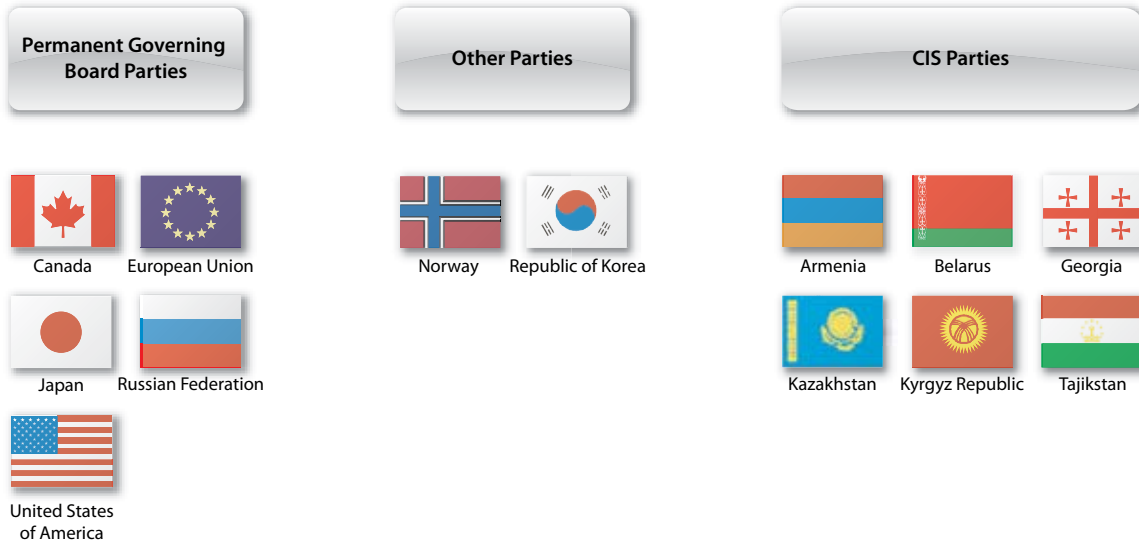 Permanent Governing
Board Parties
Other Parties
CIS Parties
Canada
European Union
Norway
Republic of Korea
Armenia
Belarus
Georgia
Japan
Russian Federation
Kazakhstan
Kyrgyz Republic
Tajikstan
United States
of America